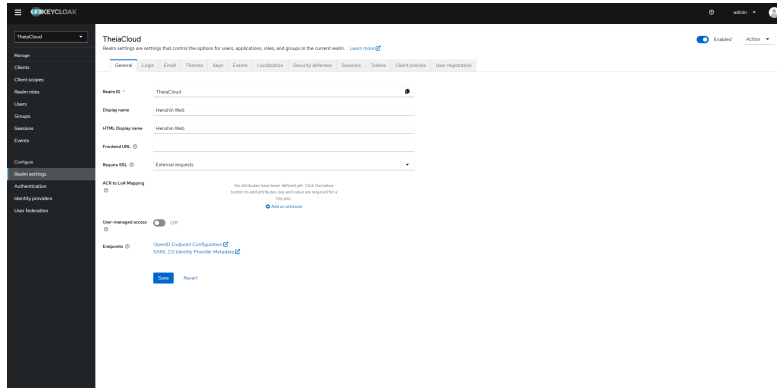 KEYCLOAK
admin
TheiaCloud
Manage
Clients
Client scopes
Realm roles
Users
Groups
Sessions
Events
Configure
Realm settings
Authentication
Identity providers
User federation
TheiaCloud
Enabled
Action
Realm settings are settings that control the options for users, applications, roles, and groups in the current realm. Learn more
General Login Email Themes Keys Events Localization Security defenses Sessions Tokens Client policies User registration
Realm ID * TheiaCloud
Display name Henshin Web
HTML Display name Henshin Web
Frontend URL
Require SSL External requests
ACR to LoA Mapping
No attributes have been defined yet. Click the below
button to add attributes, key and value are required for a
key pair.
Add an attribute
User-managed access Off
Endpoints OpenID Endpoint Configuration
SAML 2.0 Identity Provider Metadata
Save Revert